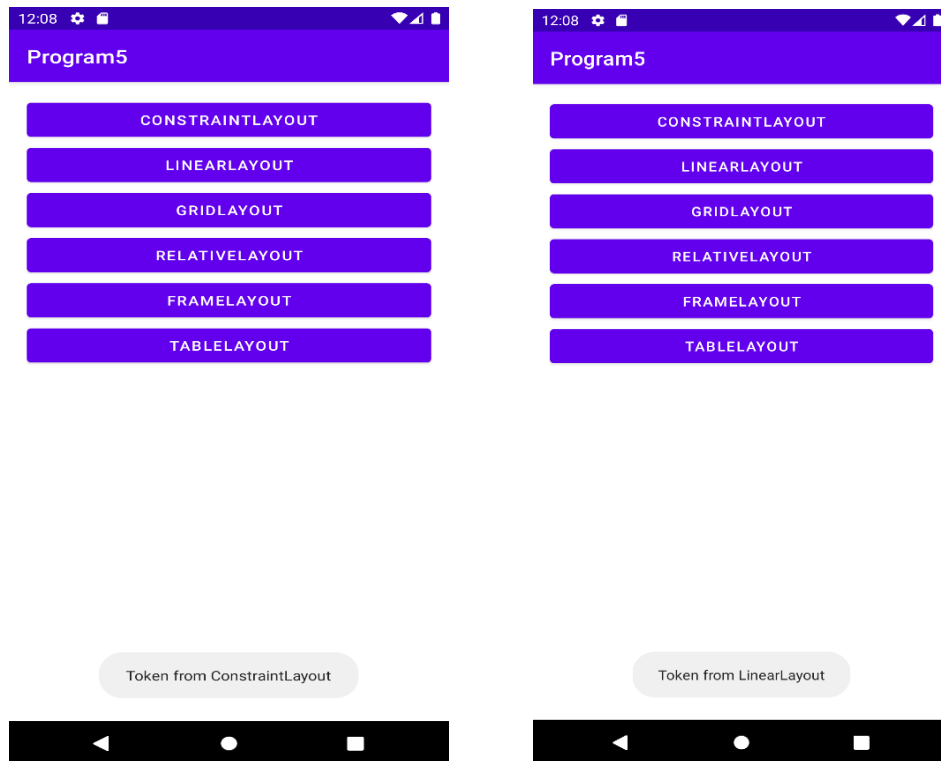 12:08
Program5
CONSTRAINTLAYOUT
LINEARLAYOUT
GRIDLAYOUT
RELATIVELAYOUT
FRAMELAYOUT
TABLELAYOUT
Token from ConstraintLayout
12:08
Program5
CONSTRAINTLAYOUT
LINEARLAYOUT
GRIDLAYOUT
RELATIVELAYOUT
FRAMELAYOUT
TABLELAYOUT
Token from LinearLayout